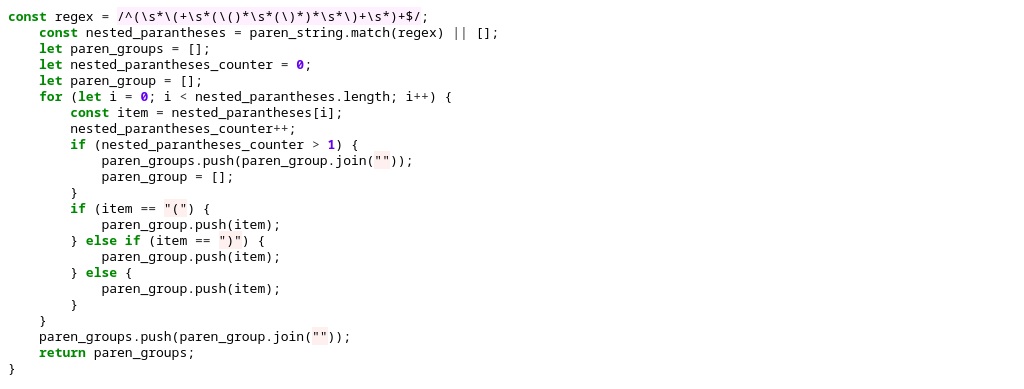 const regex = /^(\s*\(+\s*(\()*\s*(\)*)*\s*\)+\s*)+$/;
    const nested_parantheses = paren_string.match(regex) || [];
    let paren_groups = [];
    let nested_parantheses_counter = 0;
    let paren_group = [];
    for (let i = 0; i < nested_parantheses.length; i++) {
        const item = nested_parantheses[i];
        nested_parantheses_counter++;
        if (nested_parantheses_counter > 1) {
            paren_groups.push(paren_group.join(""));
            paren_group = [];
        }
        if (item == "(") {
            paren_group.push(item);
        } else if (item == ")") {
            paren_group.push(item);
        } else {
            paren_group.push(item);
        }
    }
    paren_groups.push(paren_group.join(""));
    return paren_groups;
}